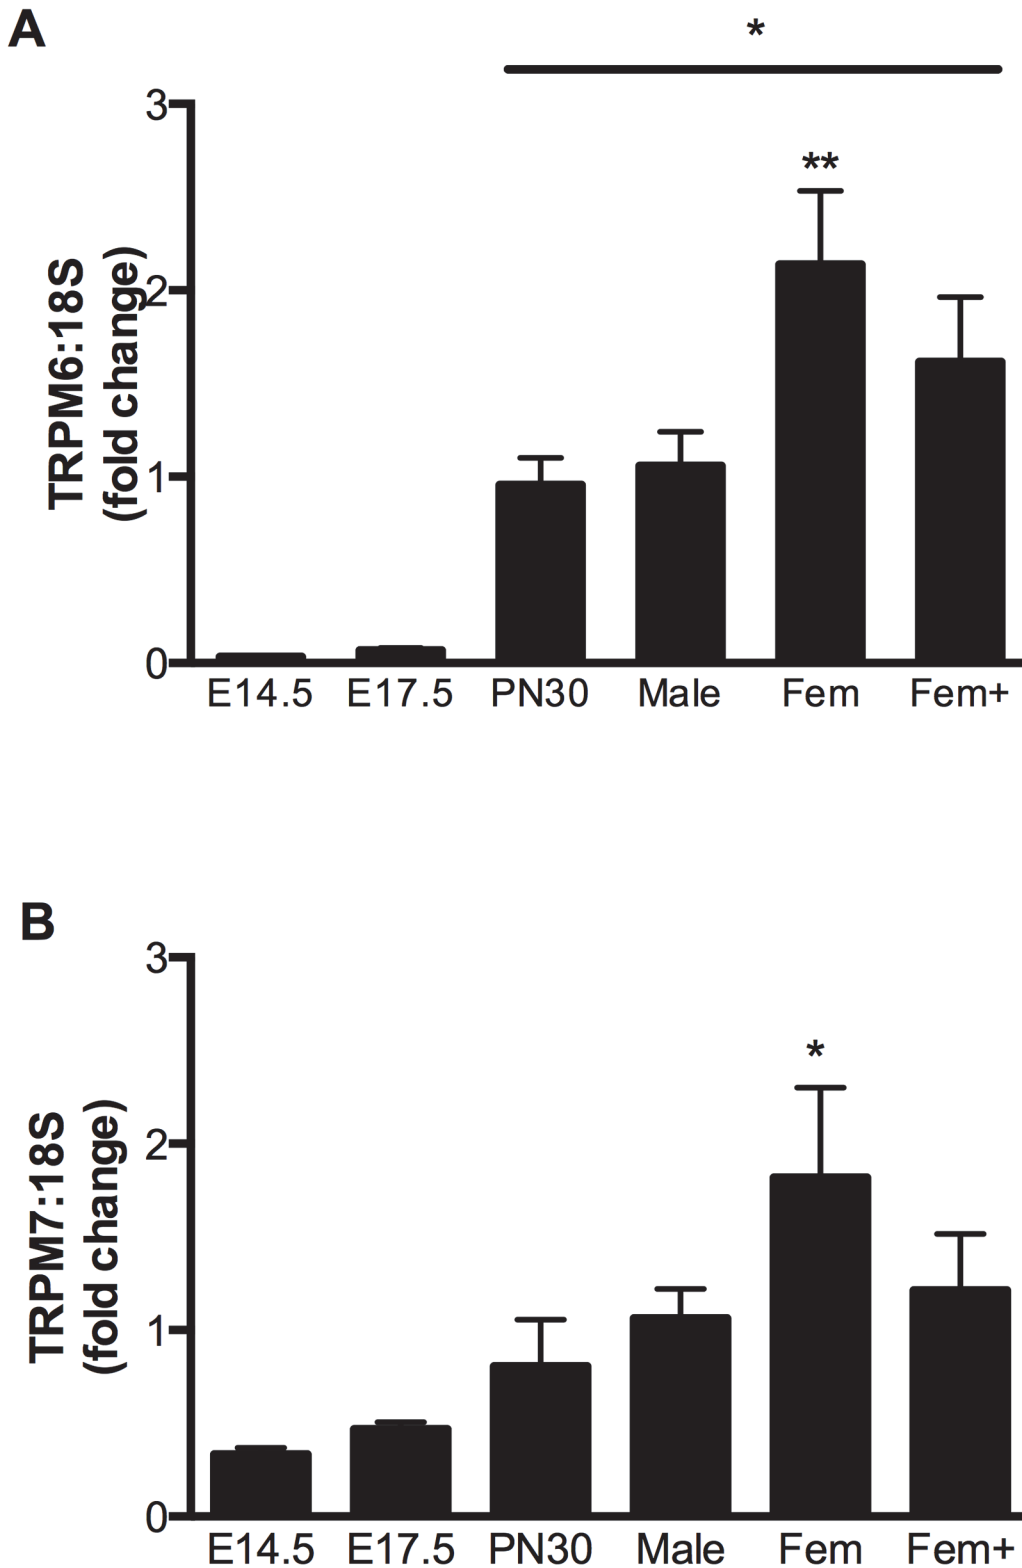 A
*
3
**
2
1
0
TRPM6:18S
(fold change)
E14.5 E17.5 PN30 Male Fem Fem+
B
3
*
2
1
0
TRPM7:18S
(fold change)
E14.5 E17.5 PN30 Male Fem Fem+